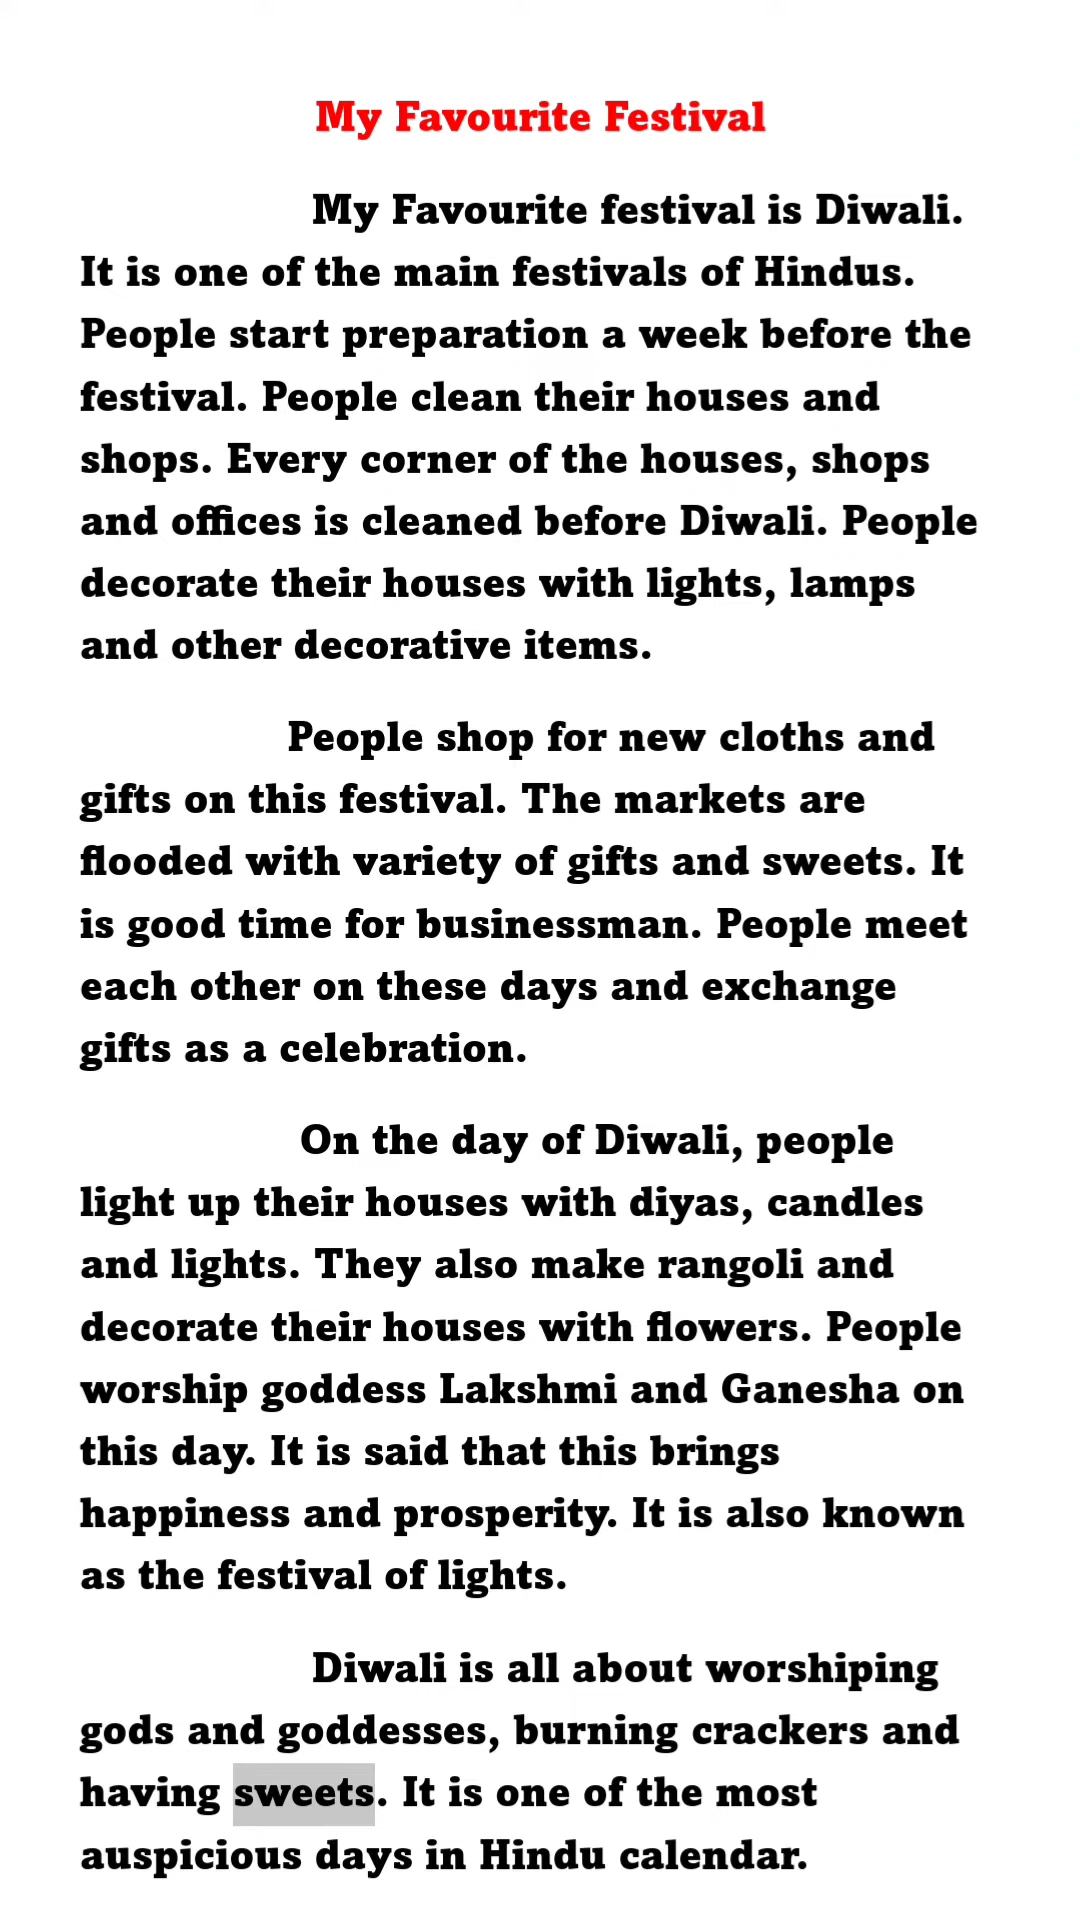 My Favourite Festival
My Favourite festival is Diwali.
It is one of the main festivals of Hindus.
People start preparation a week before the
festival. People clean their houses and
shops. Every corner of the houses, shops
and offices is cleaned before Diwali. People
decorate their houses with lights, lamps
and other decorative items.
People shop for new cloths and
gifts on this festival. The markets are
flooded with variety of gifts and sweets. It
is good time for businessman. People meet
each other on these days and exchange
gifts as a celebration.
On the day of Diwali, people
light up their houses with diyas, candles
and lights. They also make rangoli and
decorate their houses with flowers. People
worship goddess Lakshmi and Ganesha on
this day. It is said that this brings
happiness and prosperity. It is also known
as the festival of lights.
Diwali is all about worshiping
gods and goddesses, burning crackers and
having sweets. It is one of the most
auspicious days in Hindu calendar.